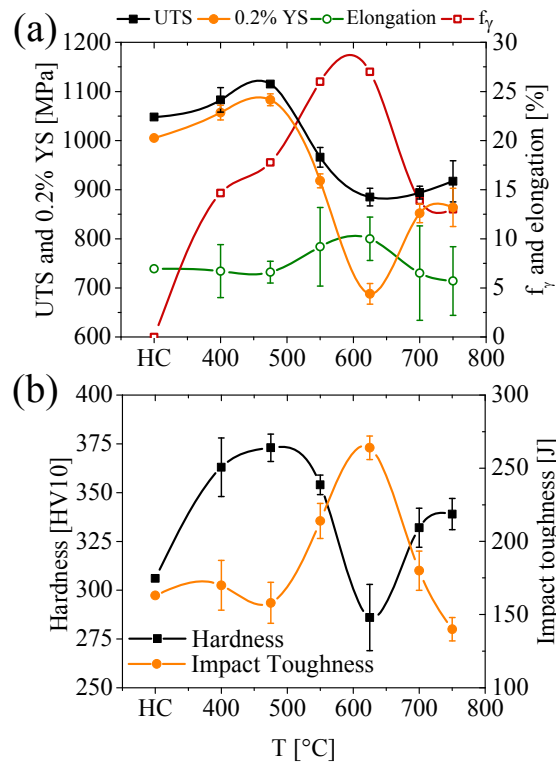 (a)
UTS 0.2% YS Elongation fγ
1200
1100
1000
900
800
700
600
UTS and 0.2% YS [MPa]
30
25
20
15
10
5
0
fγ and elongation [%]
HC 400 500 600 700 800
(b)
400
375
350
325
300
275
250
Hardness [HV10]
300
250
200
150
100
Impact toughness [J]
Hardness
Impact Toughness
HC 400 500 600 700 800
T [°C]